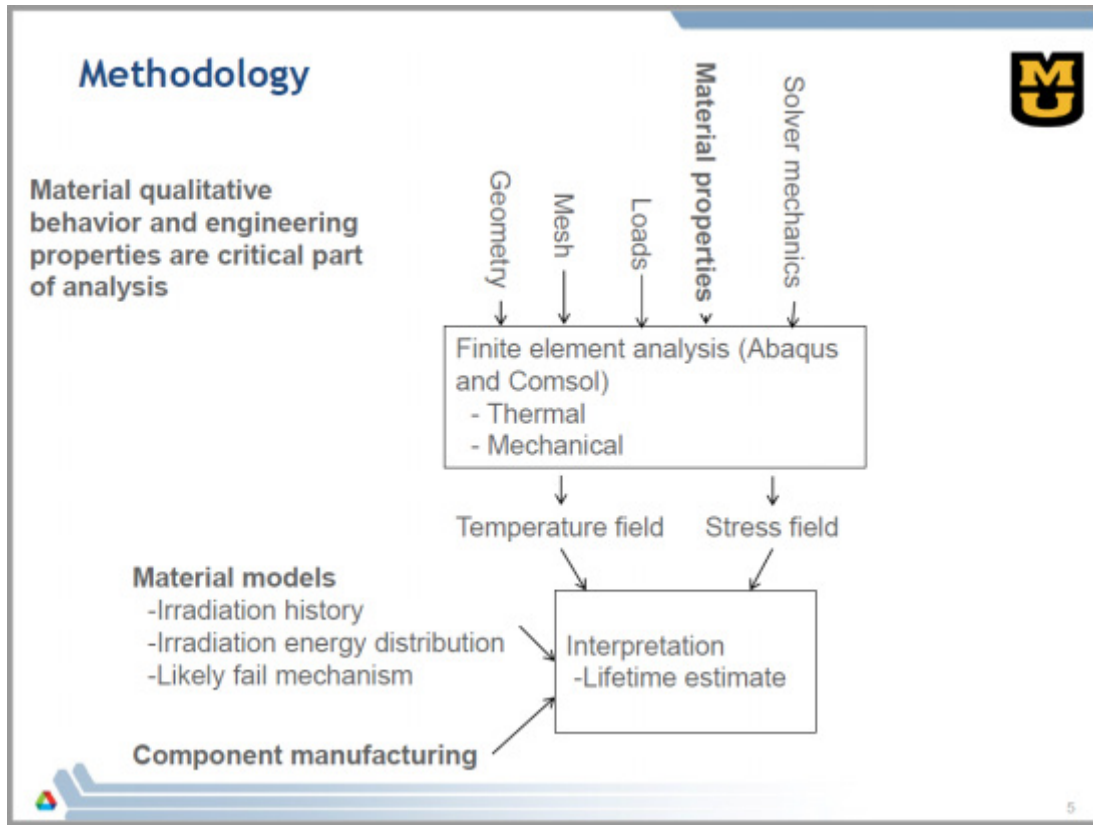 Methodology
MU
Material qualitative
behavior and engineering
properties are critical part
of analysis
Geometry
Mesh
Loads
Material properties
Solver mechanics
Finite element analysis (Abaqus
and Comsol)
- Thermal
- Mechanical
Temperature field
Stress field
Material models
-Irradiation history
-Irradiation energy distribution
-Likely fail mechanism
Interpretation
-Lifetime estimate
Component manufacturing
5